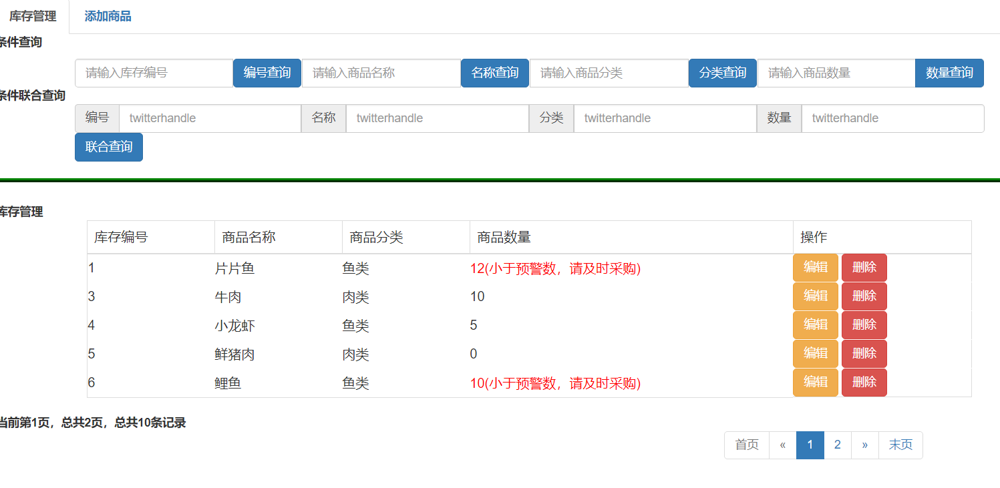 库存管理 添加商品
条件查询
请输入库存编号 编号查询 请输入商品名称 名称查询 请输入商品分类 分类查询 请输入商品数量 数量查询
条件联合查询
编号 twitterhandle 名称 twitterhandle 分类 twitterhandle 数量 twitterhandle
联合查询
库存管理
库存编号 商品名称 商品分类 商品数量 操作
1 片片鱼 鱼类 12(小于预警数，请及时采购) 编辑 删除
3 牛肉 肉类 10 编辑 删除
4 小龙虾 鱼类 5 编辑 删除
5 鲜猪肉 肉类 0 编辑 删除
6 鲤鱼 鱼类 10(小于预警数，请及时采购) 编辑 删除
当前第1页，总共2页，总共10条记录
首页 « 1 2 » 末页